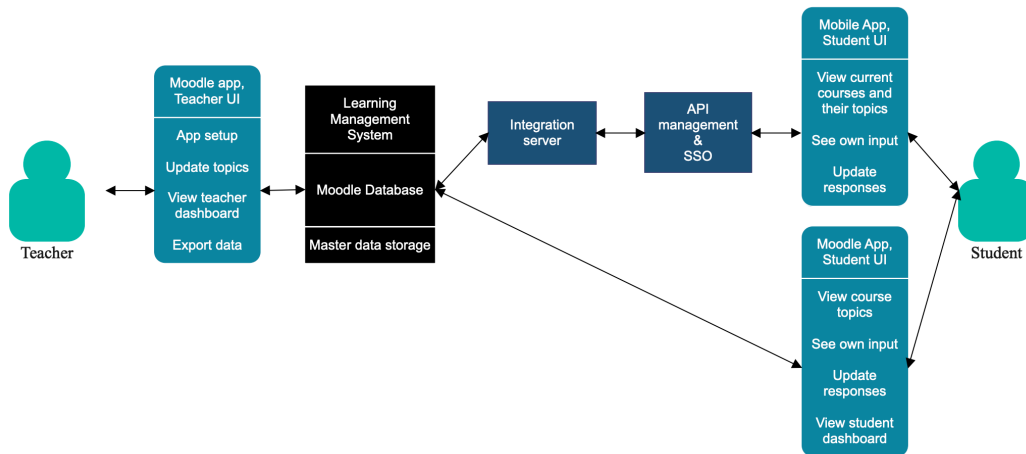 Teacher
Moodle app,
Teacher UI
App setup
Update topics
View teacher
dashboard
Export data
Learning
Management
System
Moodle Database
Master data storage
Integration
server
API
management
&
SSO
Mobile App,
Student UI
View current
courses and
their topics
See own input
Update
responses
Moodle App,
Student UI
View course
topics
See own input
Update
responses
View student
dashboard
Student